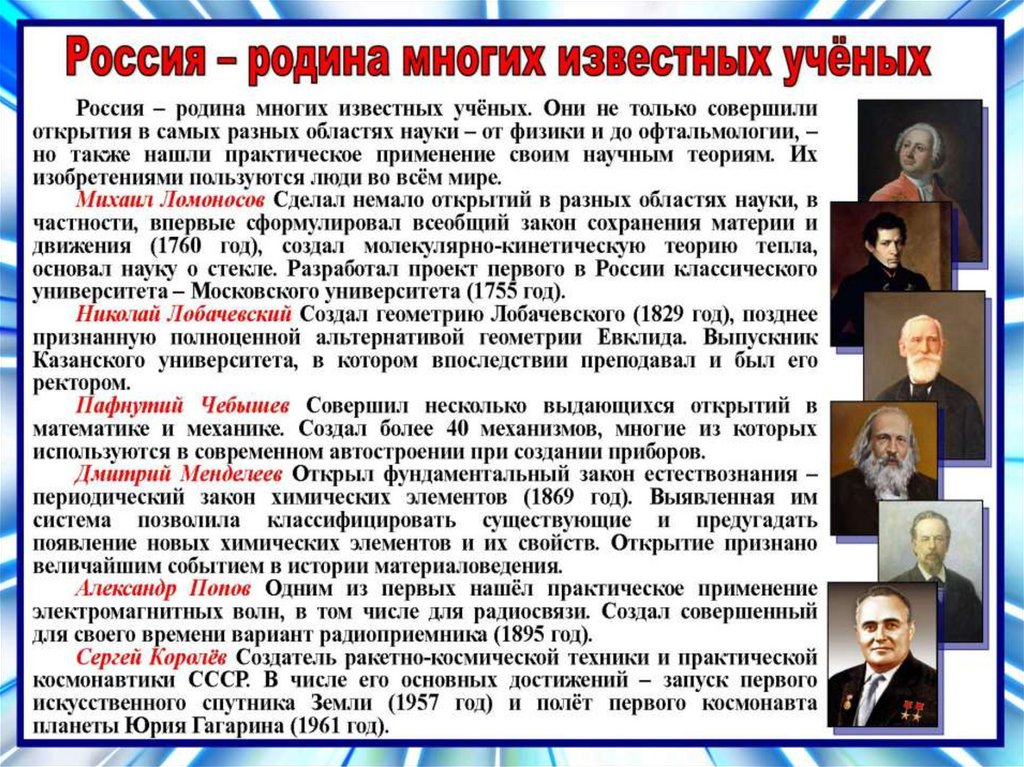 Россия – родина многих известных учёных
Россия – родина многих известных учёных. Они не только совершили
открытия в самых разных областях науки – от физики и до офтальмологии, –
но также нашли практическое применение своим научным теориям. Их
изобретениями пользуются люди во всём мире.
Михаил Ломоносов Сделал немало открытий в разных областях науки, в
частности, впервые сформулировал всеобщий закон сохранения материи и
движения (1760 год), создал молекулярно-кинетическую теорию тепла,
основал науку о стекле. Разработал проект первого в России классического
университета – Московского университета (1755 год).
Николай Лобачевский Создал геометрию Лобачевского (1829 год), позднее
признанную полноценной альтернативой геометрии Евклида. Выпускник
Казанского университета, в котором впоследствии преподавал и был его
ректором.
Пафнутий Чебышев Совершил несколько выдающихся открытий в
математике и механике. Создал более 40 механизмов, многие из которых
используются в современном автостроении при создании приборов.
Дмитрий Менделеев Открыл фундаментальный закон естествознания –
периодический закон химических элементов (1869 год). Выявленная им
система позволила классифицировать существующие и предугадать
появление новых химических элементов и их свойств. Открытие признано
величайшим событием в истории материаловедения.
Александр Попов Одним из первых нашёл практическое применение
электромагнитных волн, в том числе для радиосвязи. Создал совершенный
для своего времени вариант радиоприемника (1895 год).
Сергей Королёв Создатель ракетно-космической техники и практической
космонавтики СССР. В числе его основных достижений – запуск первого
искусственного спутника Земли (1957 год) и полёт первого космонавта
планеты Юрия Гагарина (1961 год).